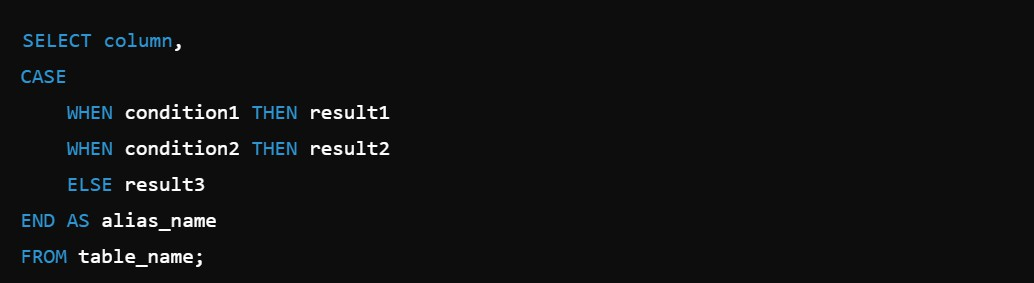 SELECT column,
CASE
    WHEN condition1 THEN result1
    WHEN condition2 THEN result2
    ELSE result3
END AS alias_name
FROM table_name;